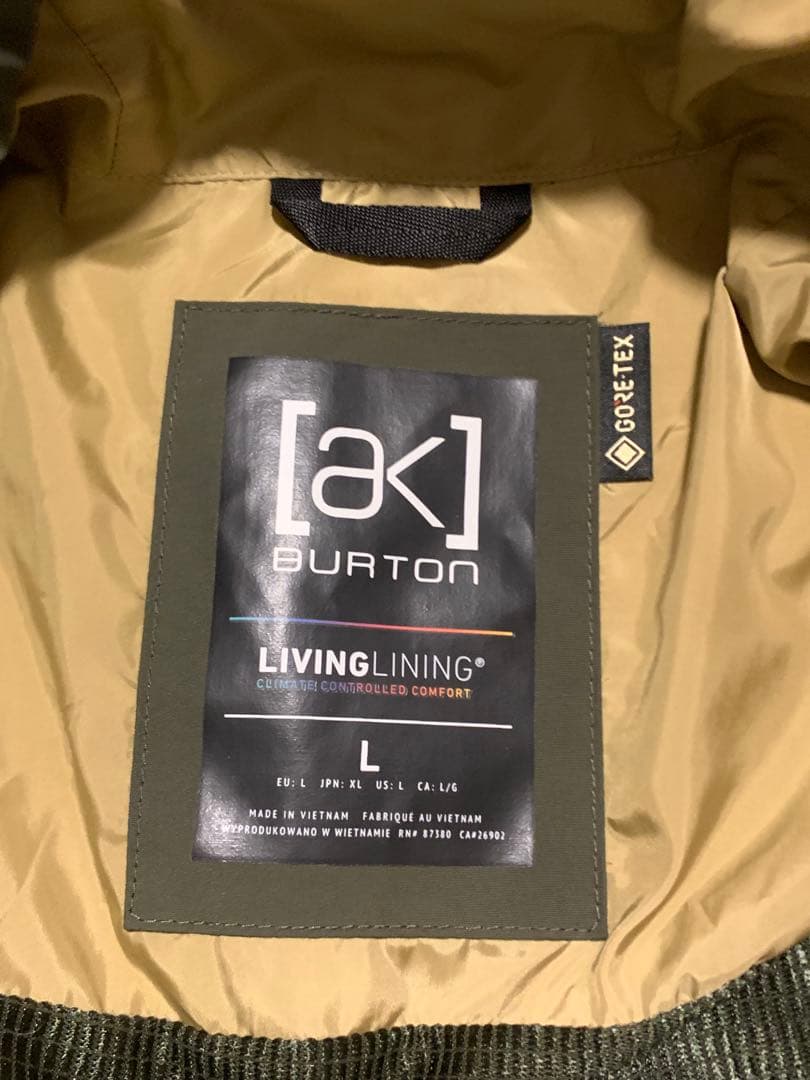 [ak]
BURTON
GORE-TEX
LIVINGLINING®
CLIMATE CONTROLLED COMFORT
L
EU: L JPN: XL US: L CA: L/G
MADE IN VIETNAM FABRIQUÉ AU VIETNAM
WYPRODUKOWANO W WIETNAMIE RN# 87380 CA#26902